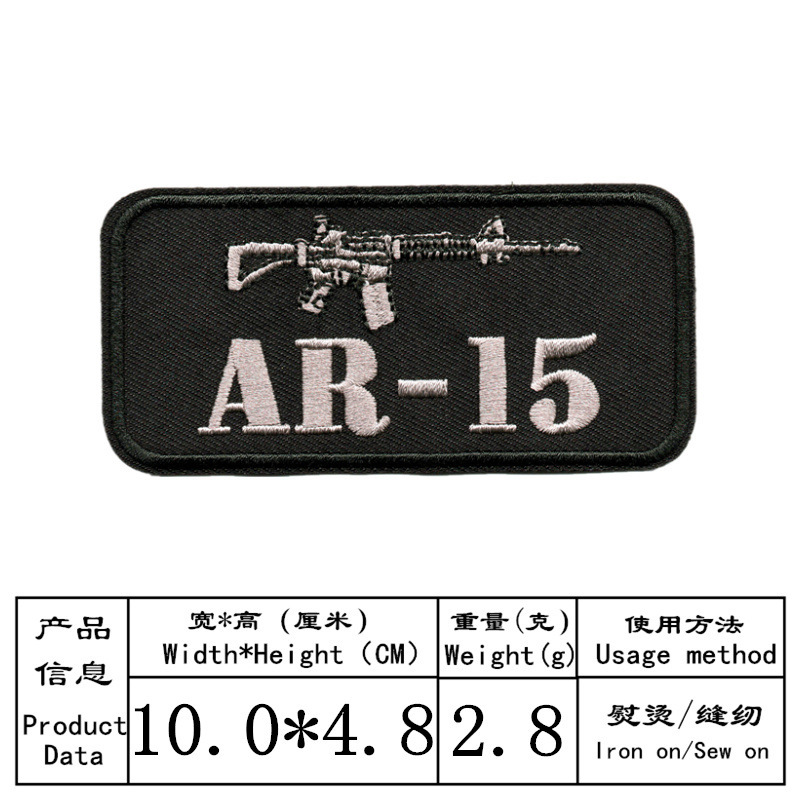 AR-15
产品
信息
Product
Data
宽*高 (厘米)
Width*Height (CM)
重量(克)
Weight(g)
使用方法
Usage method
10.0*4.8
2.8
熨烫/缝纫
Iron on/Sew on